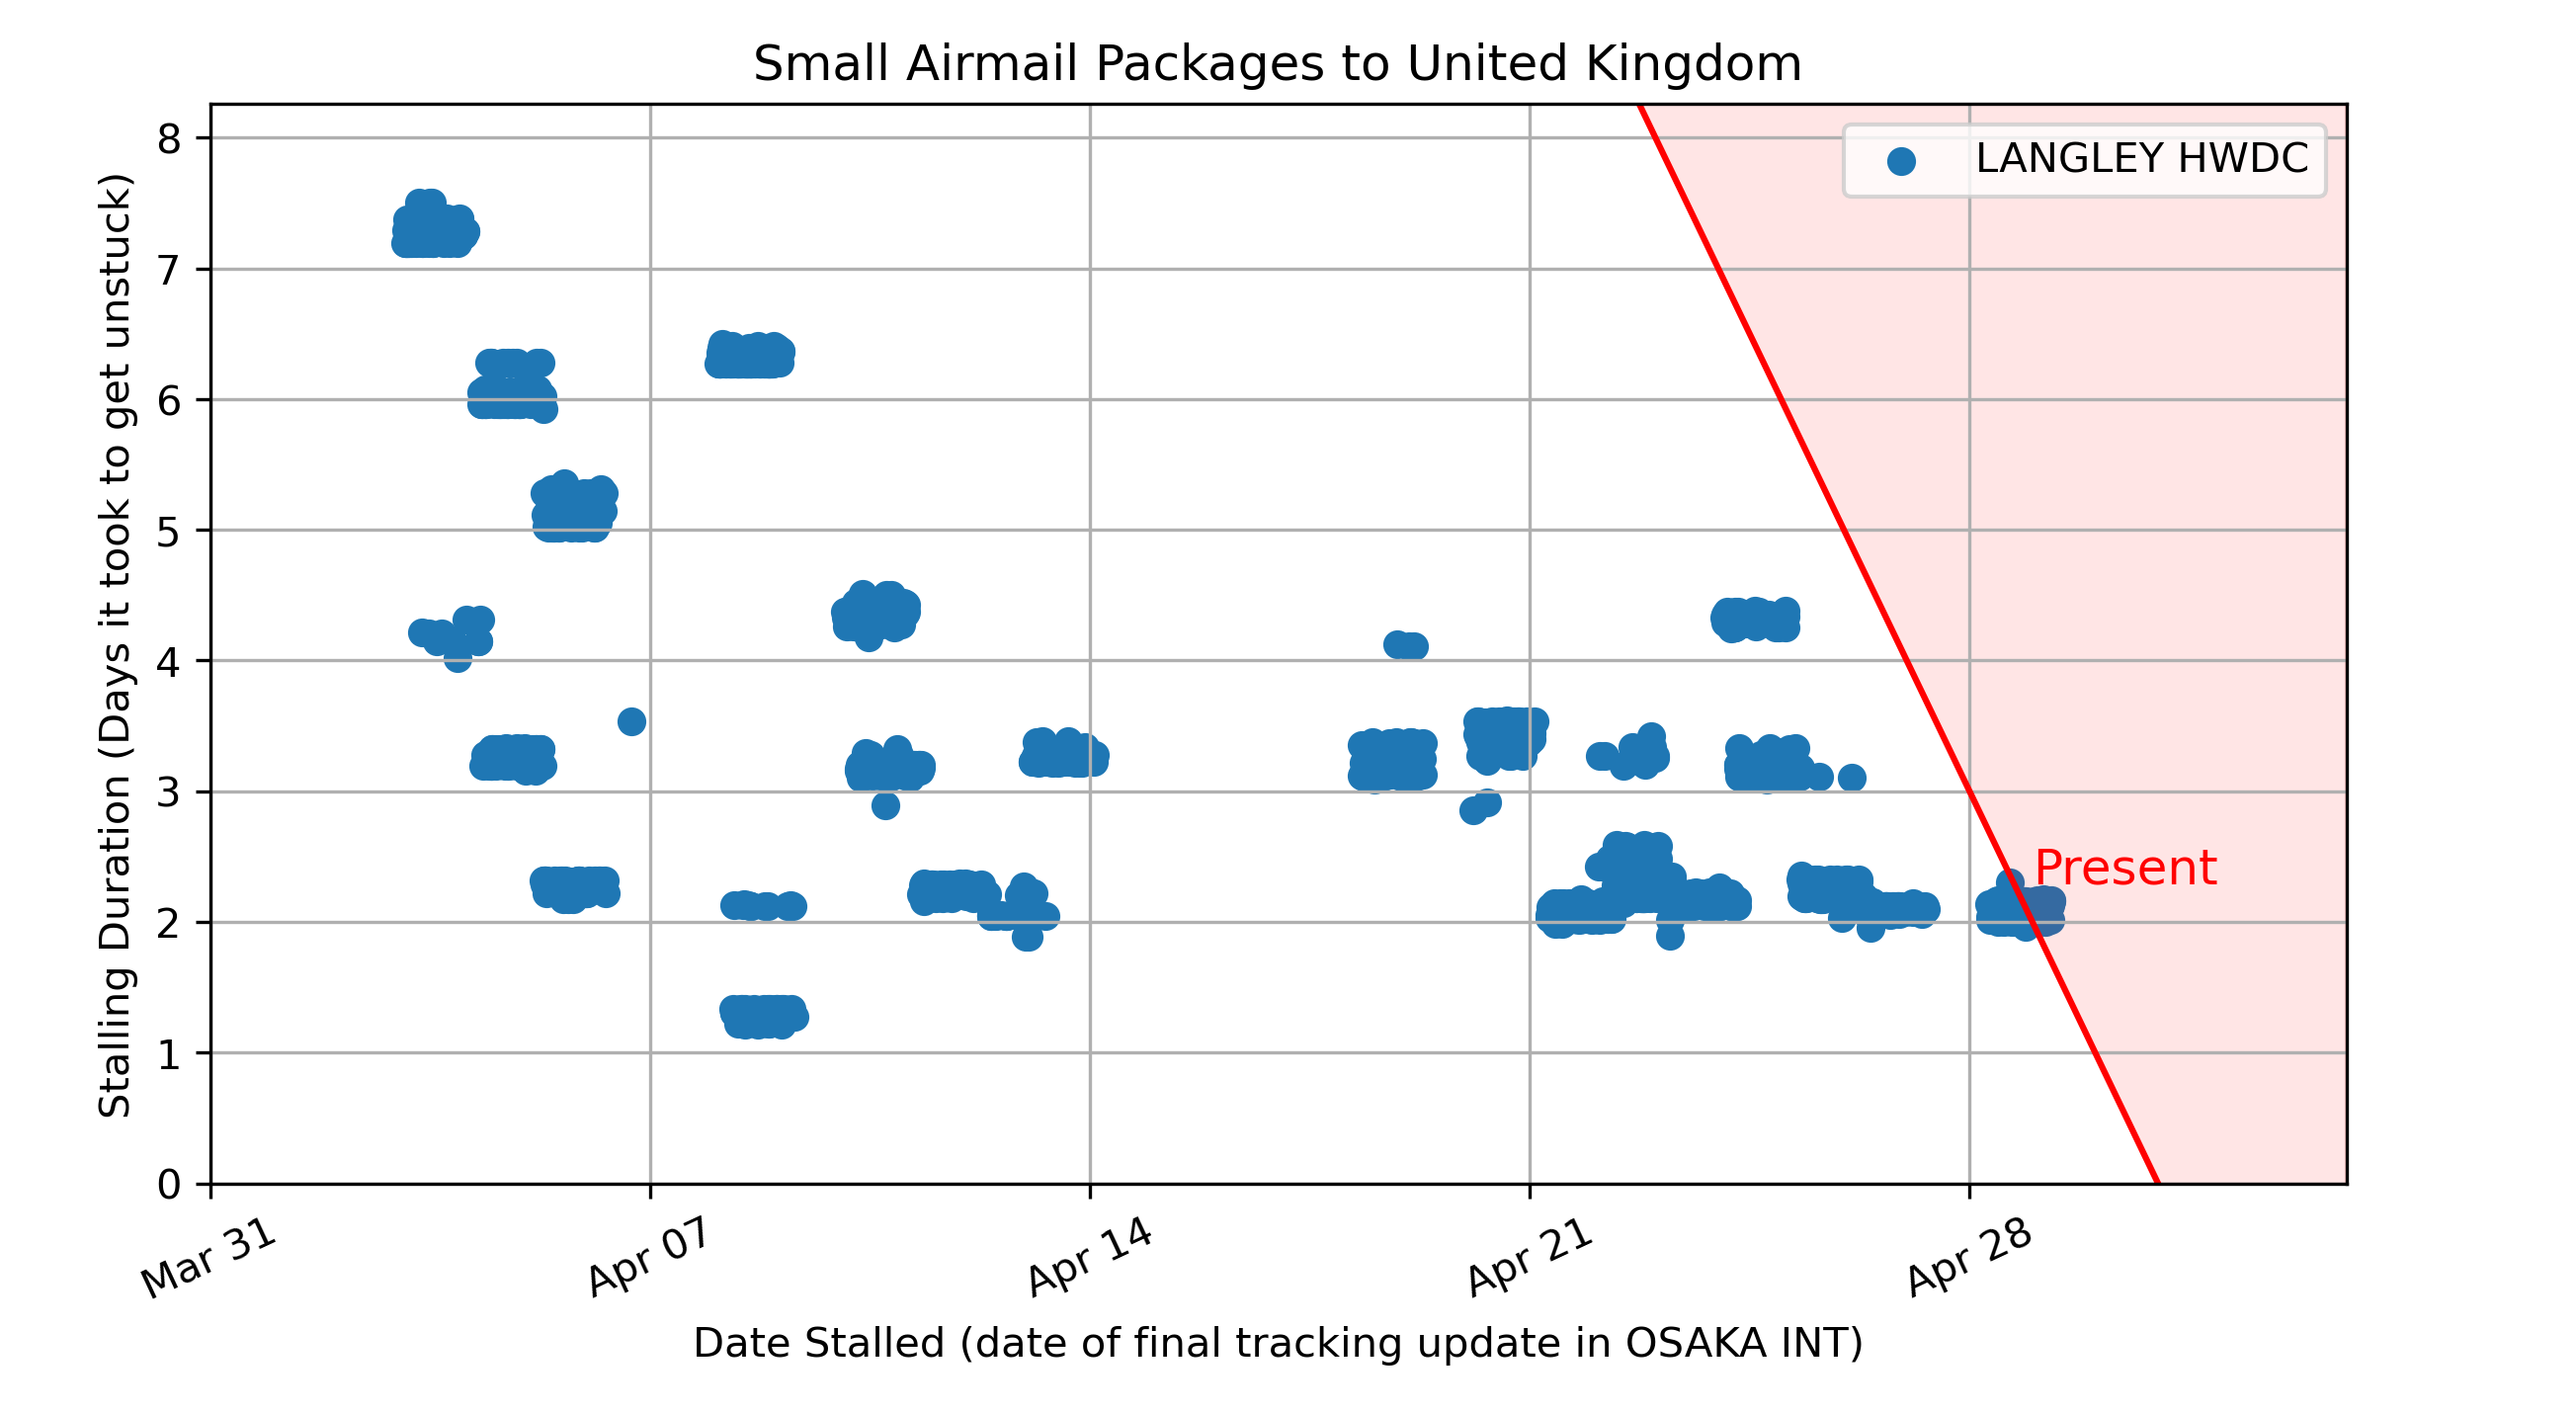 Small Airmail Packages to United Kingdom
LANGLEY HWDC
Stalling Duration (Days it took to get unstuck)
8
7
6
5
4
3
2
1
0
Present
Mar 31
Apr 07
Apr 14
Apr 21
Apr 28
Date Stalled (date of final tracking update in OSAKA INT)